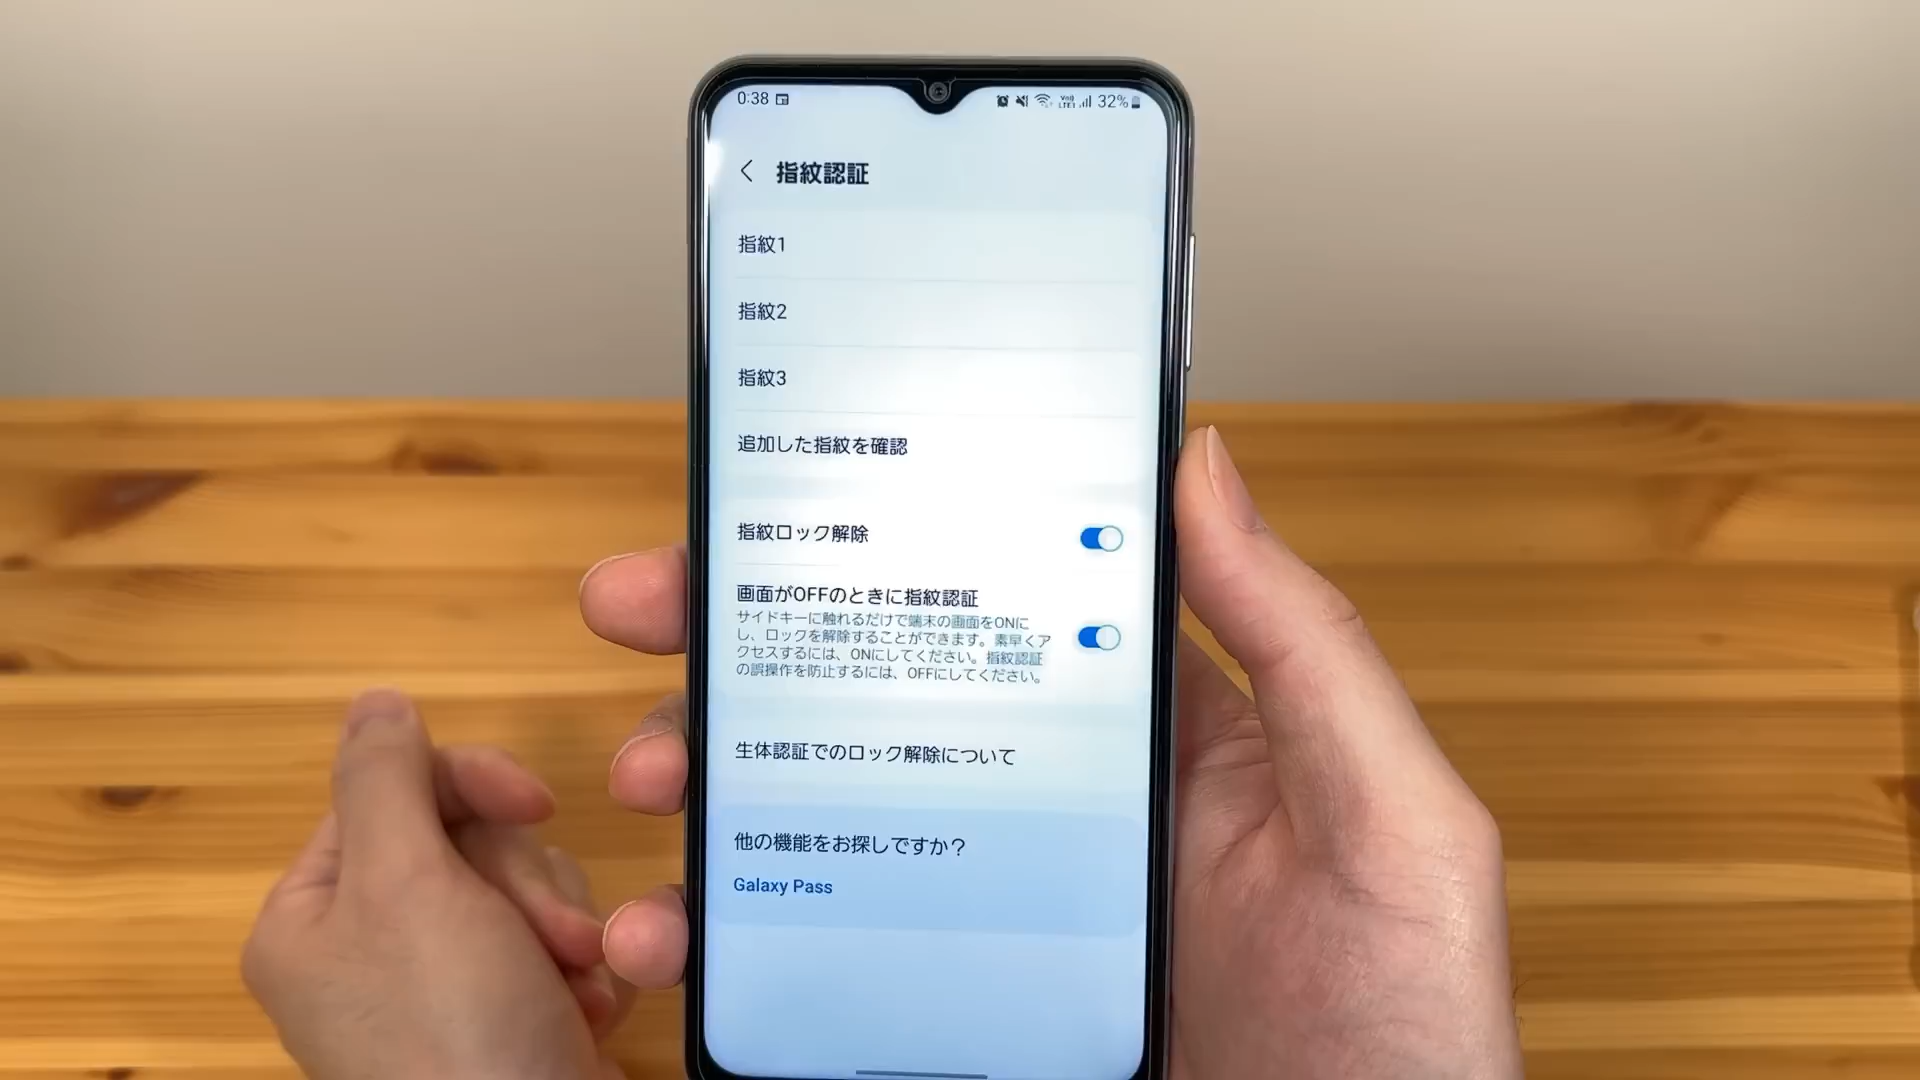 0:38
32%
指紋認証
指紋1
指紋2
指紋3
追加した指紋を確認
指紋ロック解除
画面がOFFのときに指紋認証
サイドキーに触れるだけで端末の画面をONに
し、ロックを解除することができます。素早くア
クセスするには、ONにしてください。指紋認証
の誤操作を防止するには、OFFにしてください。
生体認証でのロック解除について
他の機能をお探しですか？
Galaxy Pass